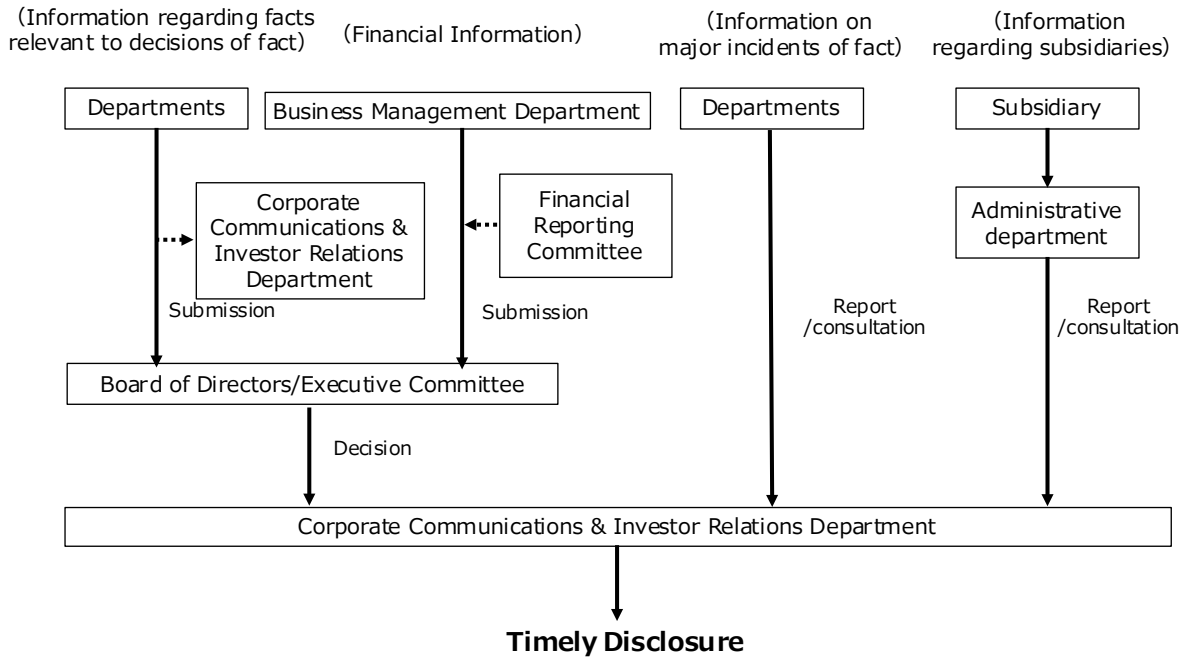 （Information regarding facts
relevant to decisions of fact）
（Financial Information）
（Information on
major incidents of fact）
（Information
regarding subsidiaries）
Departments
Business Management Department
Departments
Subsidiary
Corporate
Communications &
Investor Relations
Department
Financial
Reporting
Committee
Administrative
department
Submission
Submission
Report
/consultation
Report
/consultation
Board of Directors/Executive Committee
Decision
Corporate Communications & Investor Relations Department
Timely Disclosure